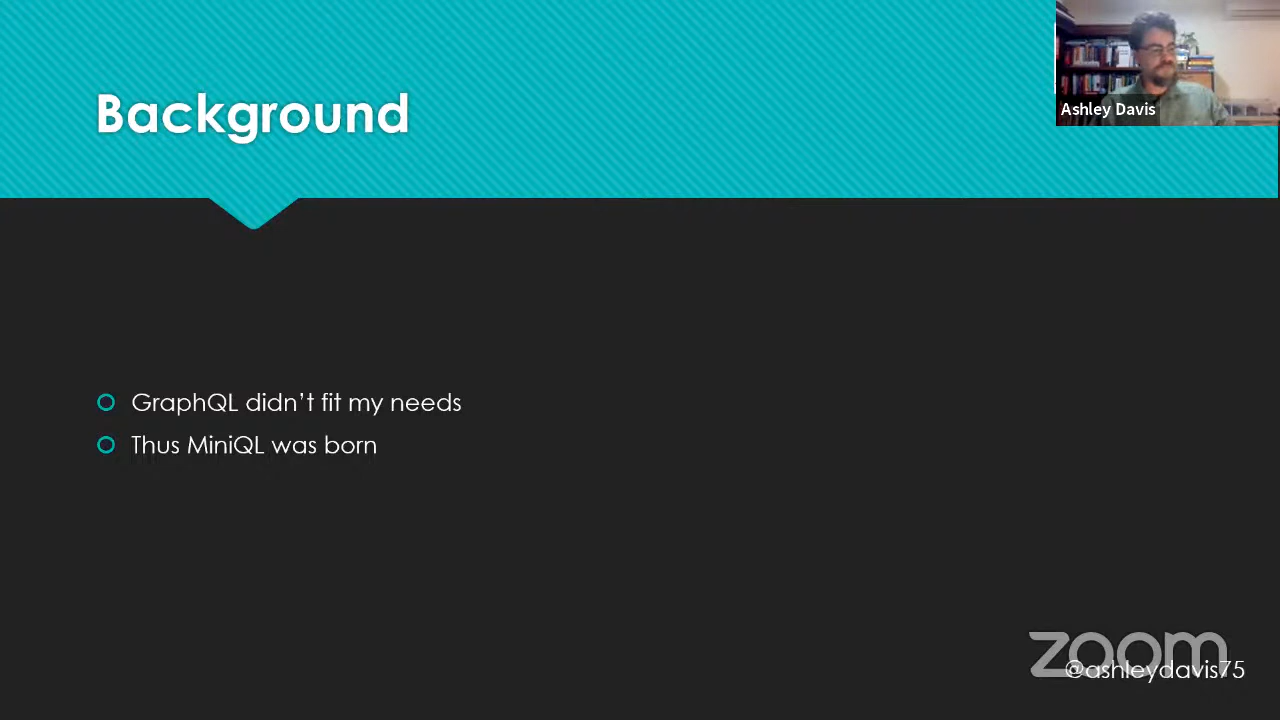 Background
Ashley Davis
GraphQL didn’t fit my needs
Thus MiniQL was born
zoom
@ashleydavis75